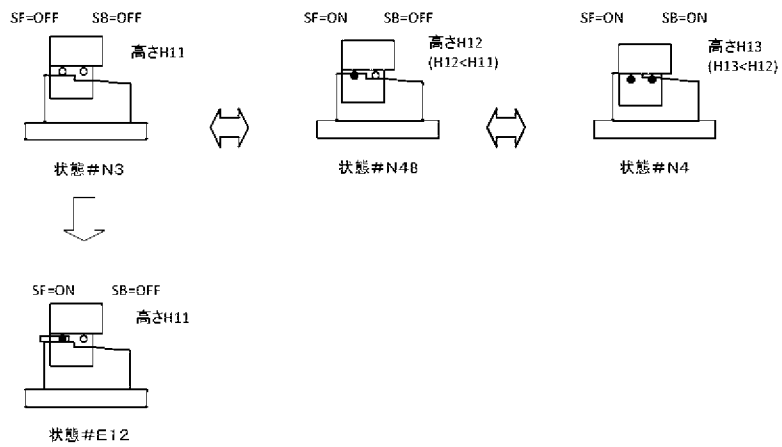 SF=OFF SB=OFF
高さH11
状態#N3
SF=ON SB=OFF
高さH12
(H12<H11)
状態#N4B
SF=ON SB=ON
高さH13
(H13<H12)
状態#N4
SF=ON SB=OFF
高さH11
状態#E12